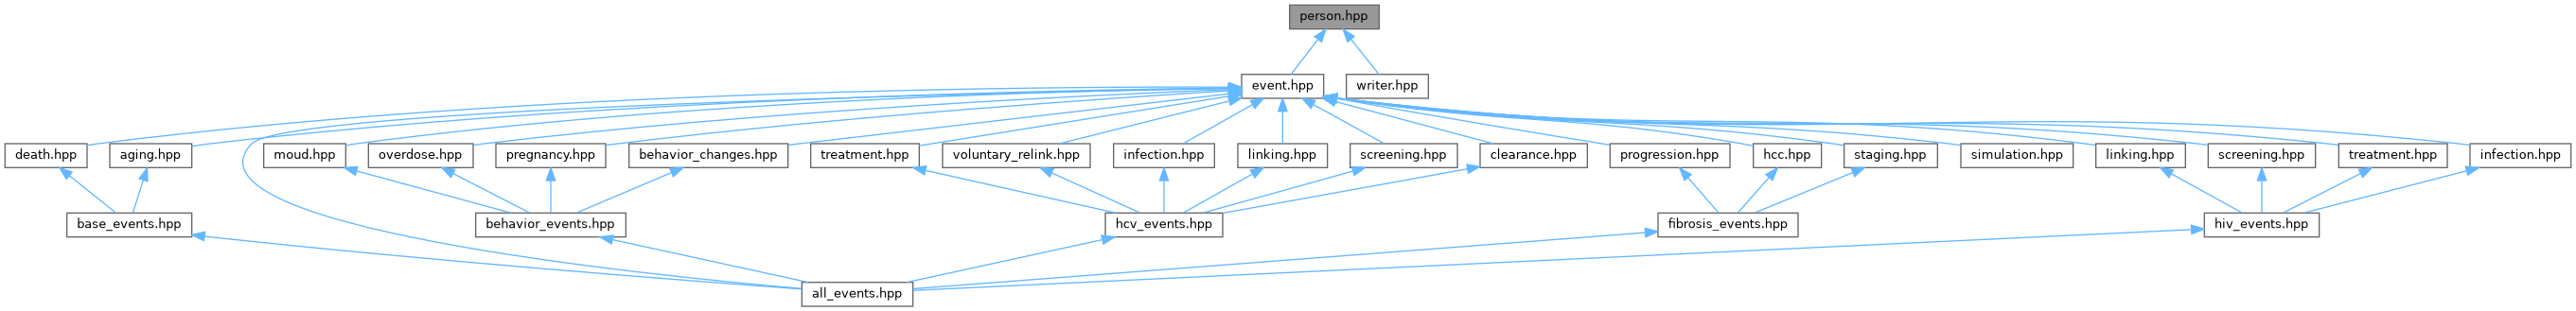 person.hpp
event.hpp
writer.hpp
death.hpp
aging.hpp
moud.hpp
overdose.hpp
pregnancy.hpp
behavior_changes.hpp
treatment.hpp
voluntary_relink.hpp
infection.hpp
linking.hpp
screening.hpp
clearance.hpp
progression.hpp
hcc.hpp
staging.hpp
simulation.hpp
linking.hpp
screening.hpp
treatment.hpp
infection.hpp
base_events.hpp
behavior_events.hpp
hcv_events.hpp
fibrosis_events.hpp
hiv_events.hpp
all_events.hpp